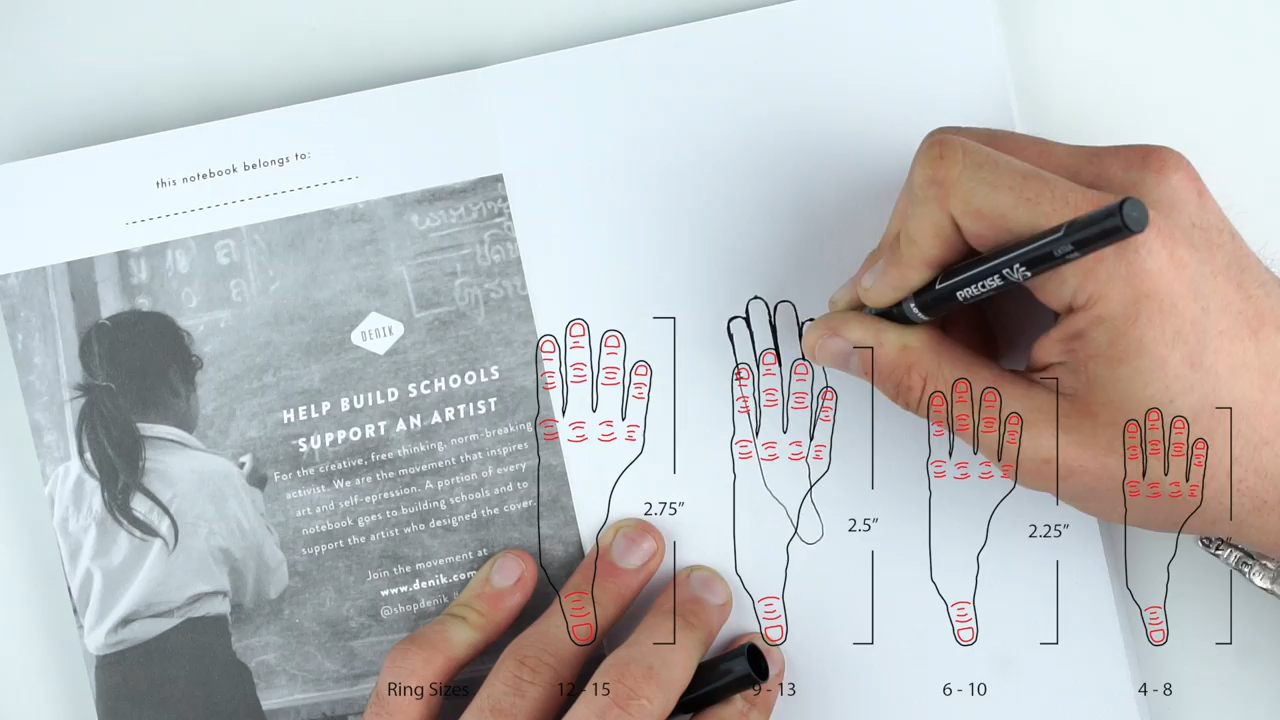 this notebook belongs to:
DENIK
HELP BUILD SCHOOLS
SUPPORT AN ARTIST
For the creative, free thinking, norm-breaking
activist. We are the movement that inspires
art and self-epression. A portion of every
notebook goes to building schools and to
support the artist who designed the cover.
Join the movement at
www.denik.com
@shopdenik
PRECISE V5
EXTRA
PILOT
2.75"
2.5"
2.25"
2"
Ring Sizes
12 - 15
9 - 13
6 - 10
4 - 8